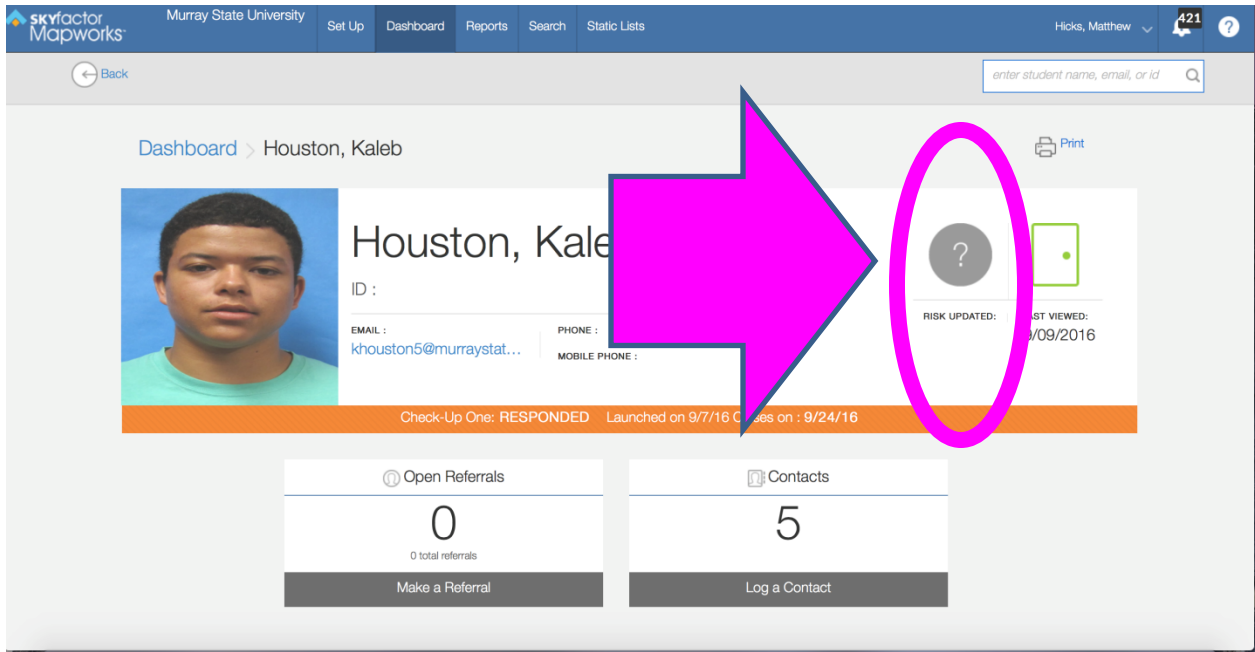 SKYfactor
Mapworks
Murray State University
Set Up Dashboard Reports Search Static Lists
Hicks, Matthew
421
?
Back
enter student name, email, or id
Dashboard > Houston, Kaleb
Print
Houston, Kale
?
ID :
EMAIL :
khouston5@murraystat...
PHONE :
MOBILE PHONE :
RISK UPDATED:
AST VIEWED:
/09/2016
Check-Up One: RESPONDED Launched on 9/7/16 C ses on : 9/24/16
Open Referrals
0
0 total referrals
Make a Referral
Contacts
5
Log a Contact